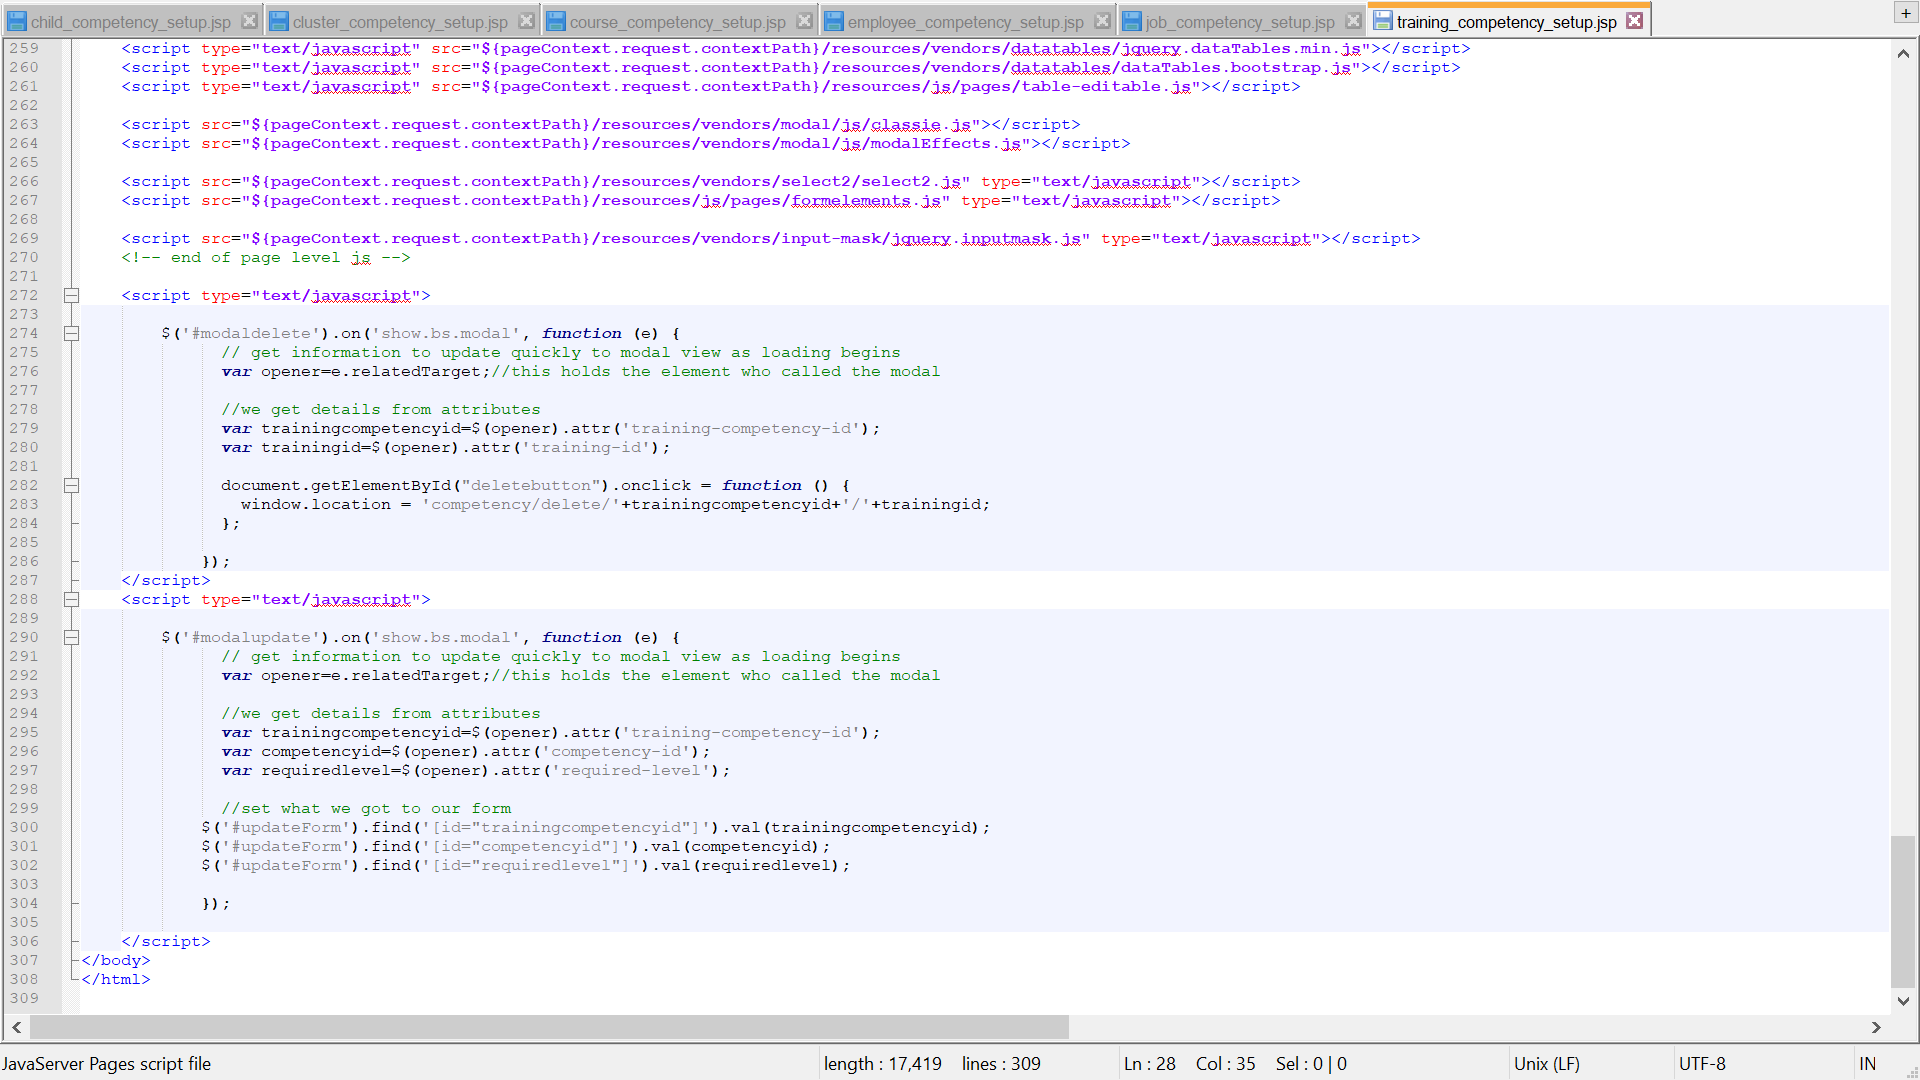 child_competency_setup.jsp cluster_competency_setup.jsp course_competency_setup.jsp employee_competency_setup.jsp job_competency_setup.jsp training_competency_setup.jsp +
259 <script type="text/javascript" src="${pageContext.request.contextPath}/resources/vendors/datatables/jquery.dataTables.min.js"></script>
260 <script type="text/javascript" src="${pageContext.request.contextPath}/resources/vendors/datatables/dataTables.bootstrap.js"></script>
261 <script type="text/javascript" src="${pageContext.request.contextPath}/resources/js/pages/table-editable.js"></script>
262
263 <script src="${pageContext.request.contextPath}/resources/vendors/modal/js/classie.js"></script>
264 <script src="${pageContext.request.contextPath}/resources/vendors/modal/js/modalEffects.js"></script>
265
266 <script src="${pageContext.request.contextPath}/resources/vendors/select2/select2.js" type="text/javascript"></script>
267 <script src="${pageContext.request.contextPath}/resources/js/pages/formelements.js" type="text/javascript"></script>
268
269 <script src="${pageContext.request.contextPath}/resources/vendors/input-mask/jquery.inputmask.js" type="text/javascript"></script>
270 <!-- end of page level js -->
271
272 <script type="text/javascript">
273
274 $('#modaldelete').on('show.bs.modal', function (e) {
275 // get information to update quickly to modal view as loading begins
276 var opener=e.relatedTarget;//this holds the element who called the modal
277
278 //we get details from attributes
279 var trainingcompetencyid=$(opener).attr('training-competency-id');
280 var trainingid=$(opener).attr('training-id');
281
282 document.getElementById("deletebutton").onclick = function () {
283 window.location = 'competency/delete/'+trainingcompetencyid+'/'+trainingid;
284 };
285
286 });
287 </script>
288 <script type="text/javascript">
289
290 $('#modalupdate').on('show.bs.modal', function (e) {
291 // get information to update quickly to modal view as loading begins
292 var opener=e.relatedTarget;//this holds the element who called the modal
293
294 //we get details from attributes
295 var trainingcompetencyid=$(opener).attr('training-competency-id');
296 var competencyid=$(opener).attr('competency-id');
297 var requiredlevel=$(opener).attr('required-level');
298
299 //set what we got to our form
300 $('#updateForm').find('[id="trainingcompetencyid"]').val(trainingcompetencyid);
301 $('#updateForm').find('[id="competencyid"]').val(competencyid);
302 $('#updateForm').find('[id="requiredlevel"]').val(requiredlevel);
303
304 });
305
306 </script>
307 </body>
308 </html>
309
JavaServer Pages script file length : 17,419 lines : 309 Ln : 28 Col : 35 Sel : 0 | 0 Unix (LF) UTF-8 IN